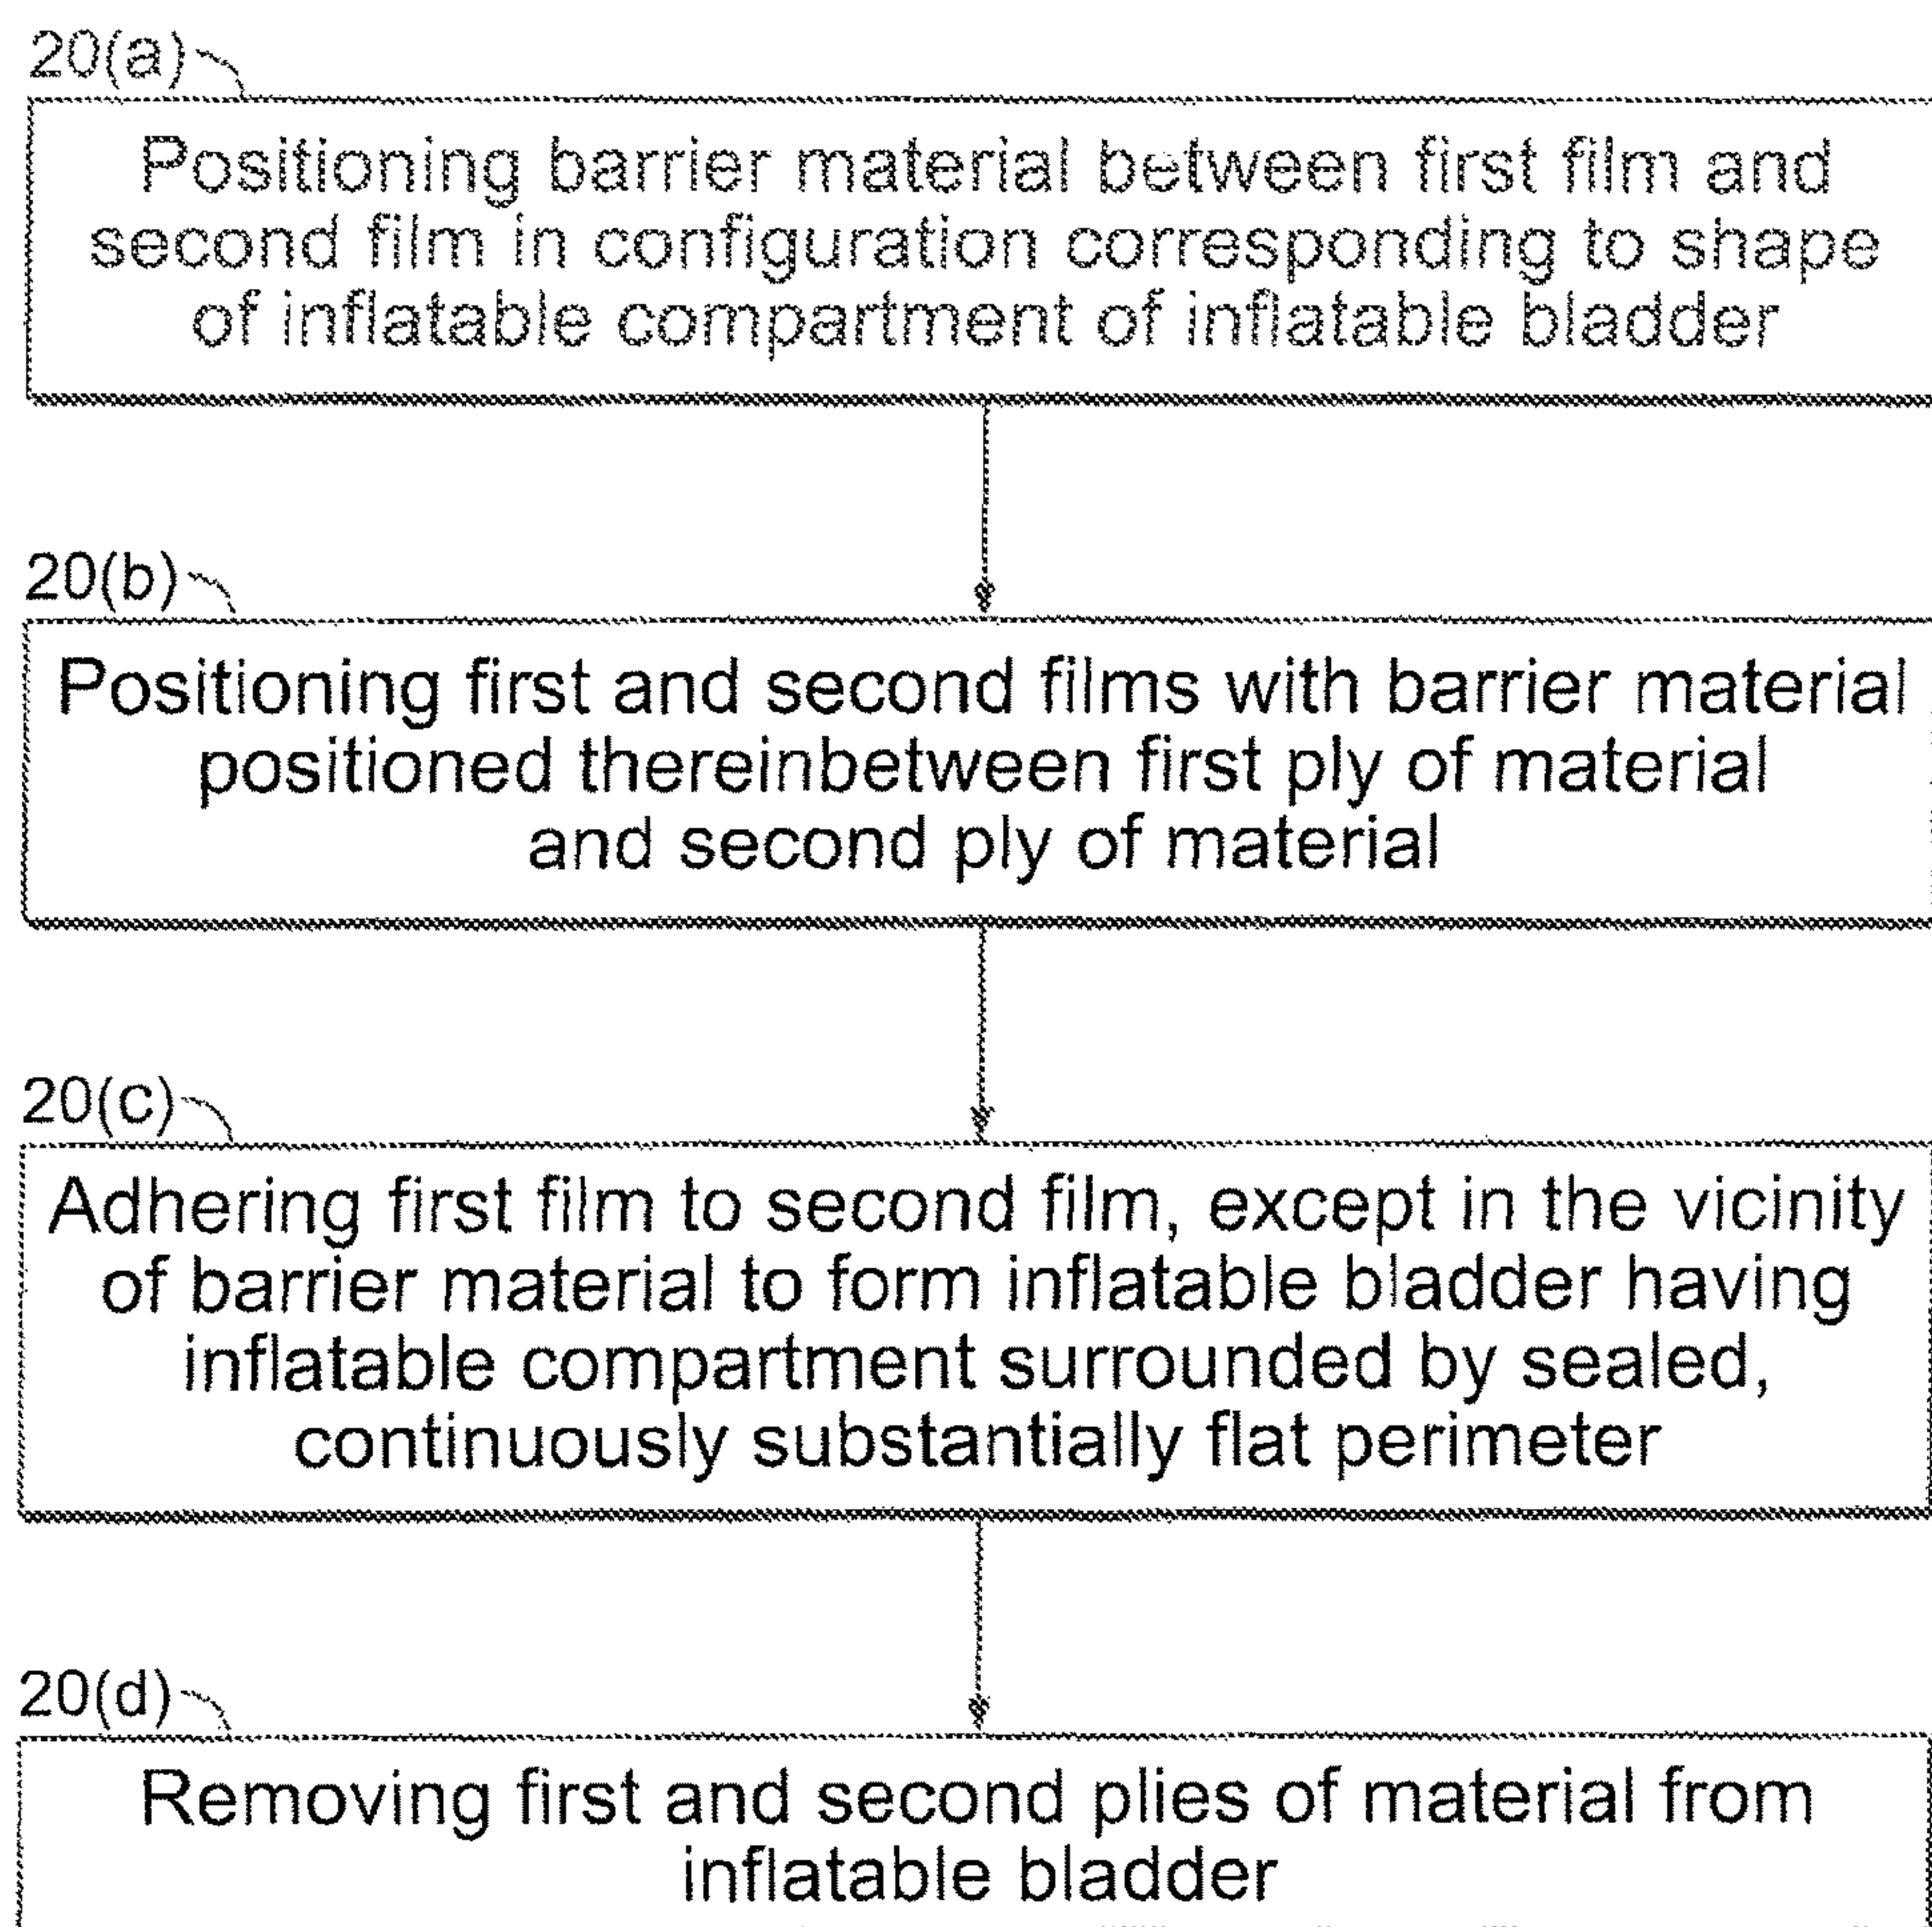 20(a)
Positioning barrier material between first film and
second film in configuration corresponding to shape
of inflatable compartment of inflatable bladder
20(b)
Positioning first and second films with barrier material
positioned thereinbetween first ply of material
and second ply of material
20(c)
Adhering first film to second film, except in the vicinity
of barrier material to form inflatable bladder having
inflatable compartment surrounded by sealed,
continuously substantially flat perimeter
20(d)
Removing first and second plies of material from
inflatable bladder